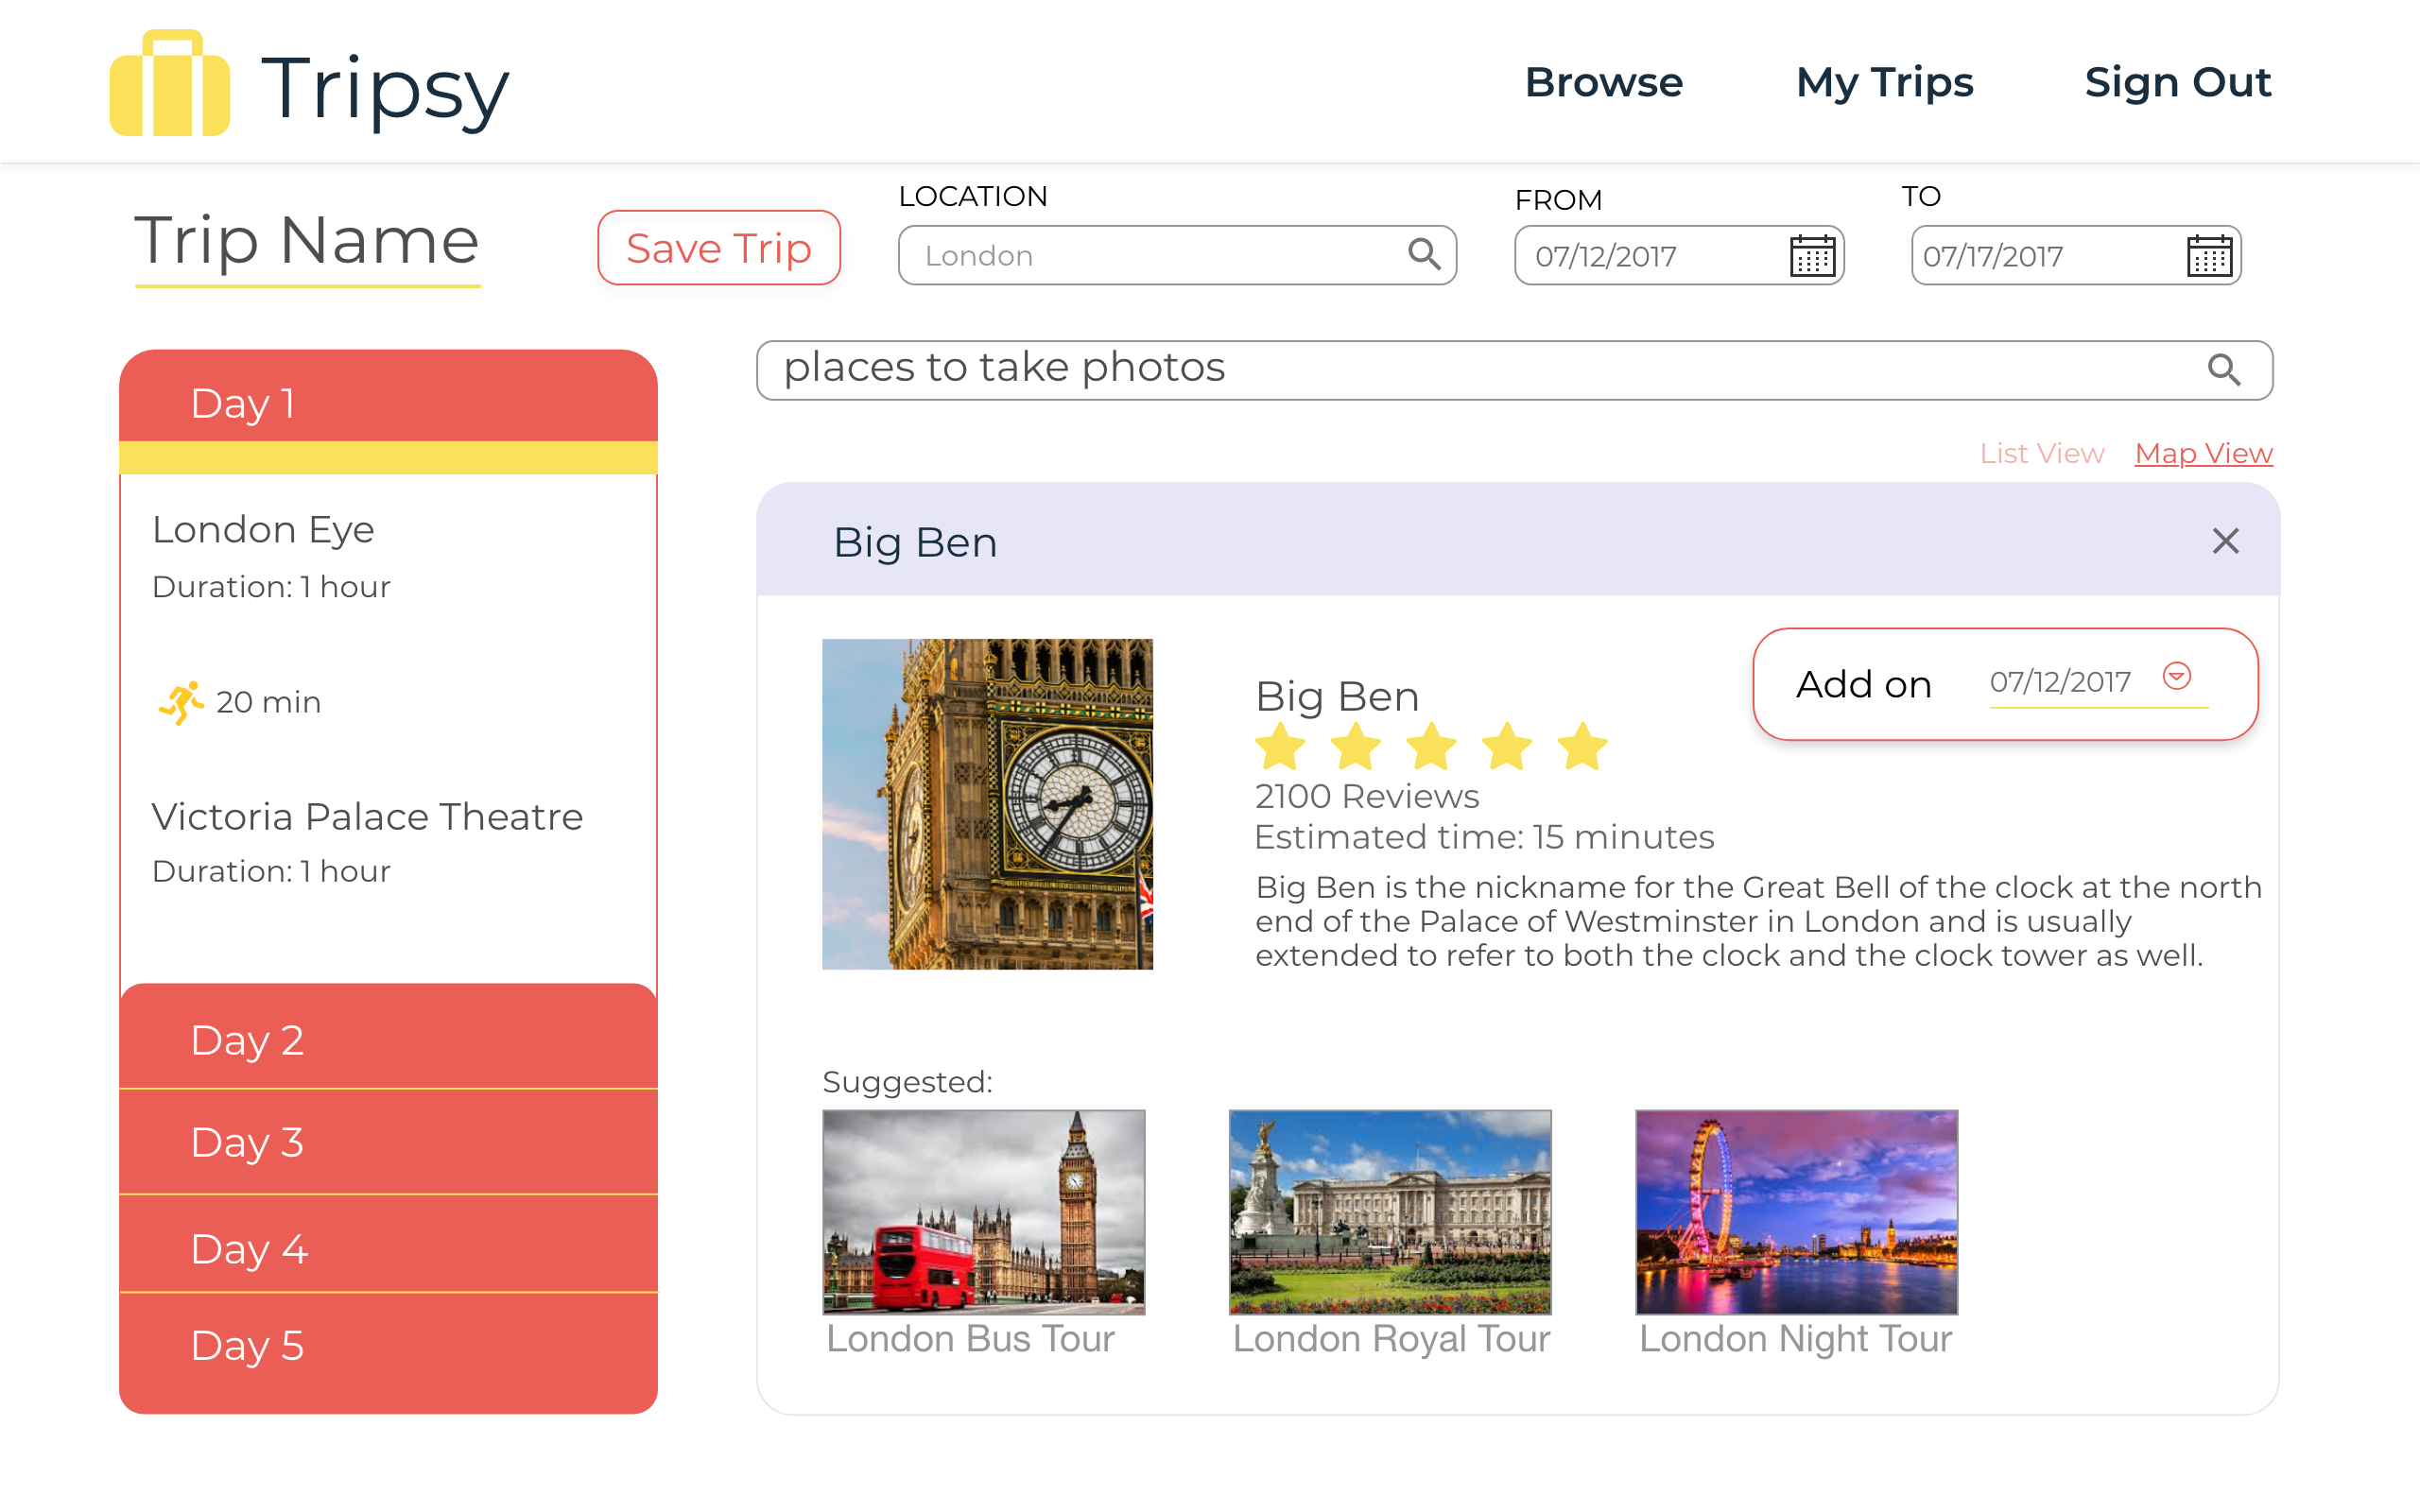 Tripsy
Browse
My Trips
Sign Out
Trip Name
Save Trip
LOCATION
London
FROM
07/12/2017
TO
07/17/2017
places to take photos
List View
Map View
Day 1
London Eye
Duration: 1 hour
20 min
Victoria Palace Theatre
Duration: 1 hour
Day 2
Day 3
Day 4
Day 5
Big Ben
Big Ben
Add on
07/12/2017
2100 Reviews
Estimated time: 15 minutes
Big Ben is the nickname for the Great Bell of the clock at the north
end of the Palace of Westminster in London and is usually
extended to refer to both the clock and the clock tower as well.
Suggested:
London Bus Tour
London Royal Tour
London Night Tour